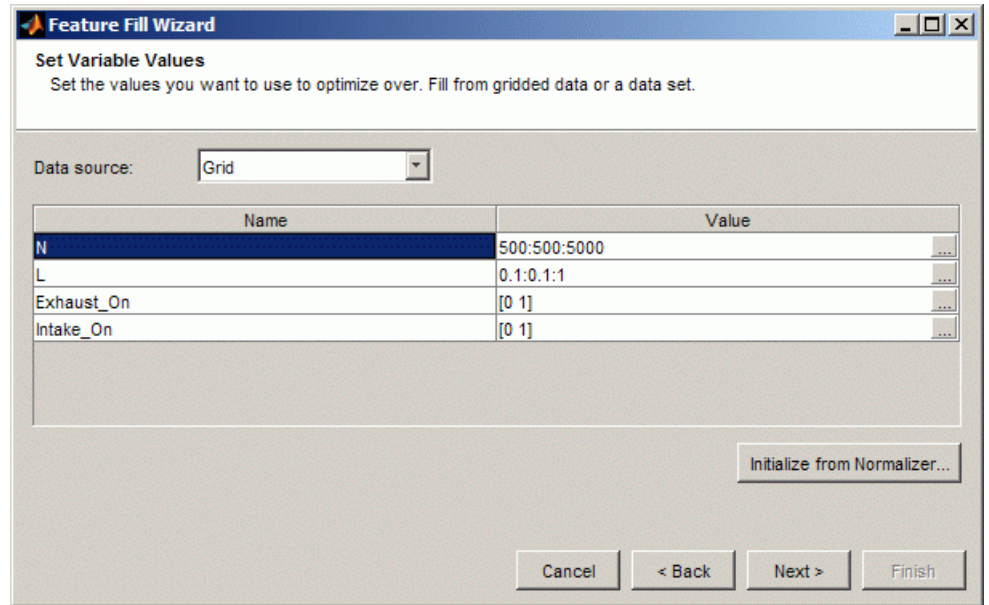 Feature Fill Wizard
Set Variable Values
Set the values you want to use to optimize over. Fill from gridded data or a data set.
Data source: Grid
Name Value
N 500:500:5000 ...
L 0.1:0.1:1 ...
Exhaust_On [0 1] ...
Intake_On [0 1] ...
Initialize from Normalizer...
Cancel < Back Next > Finish